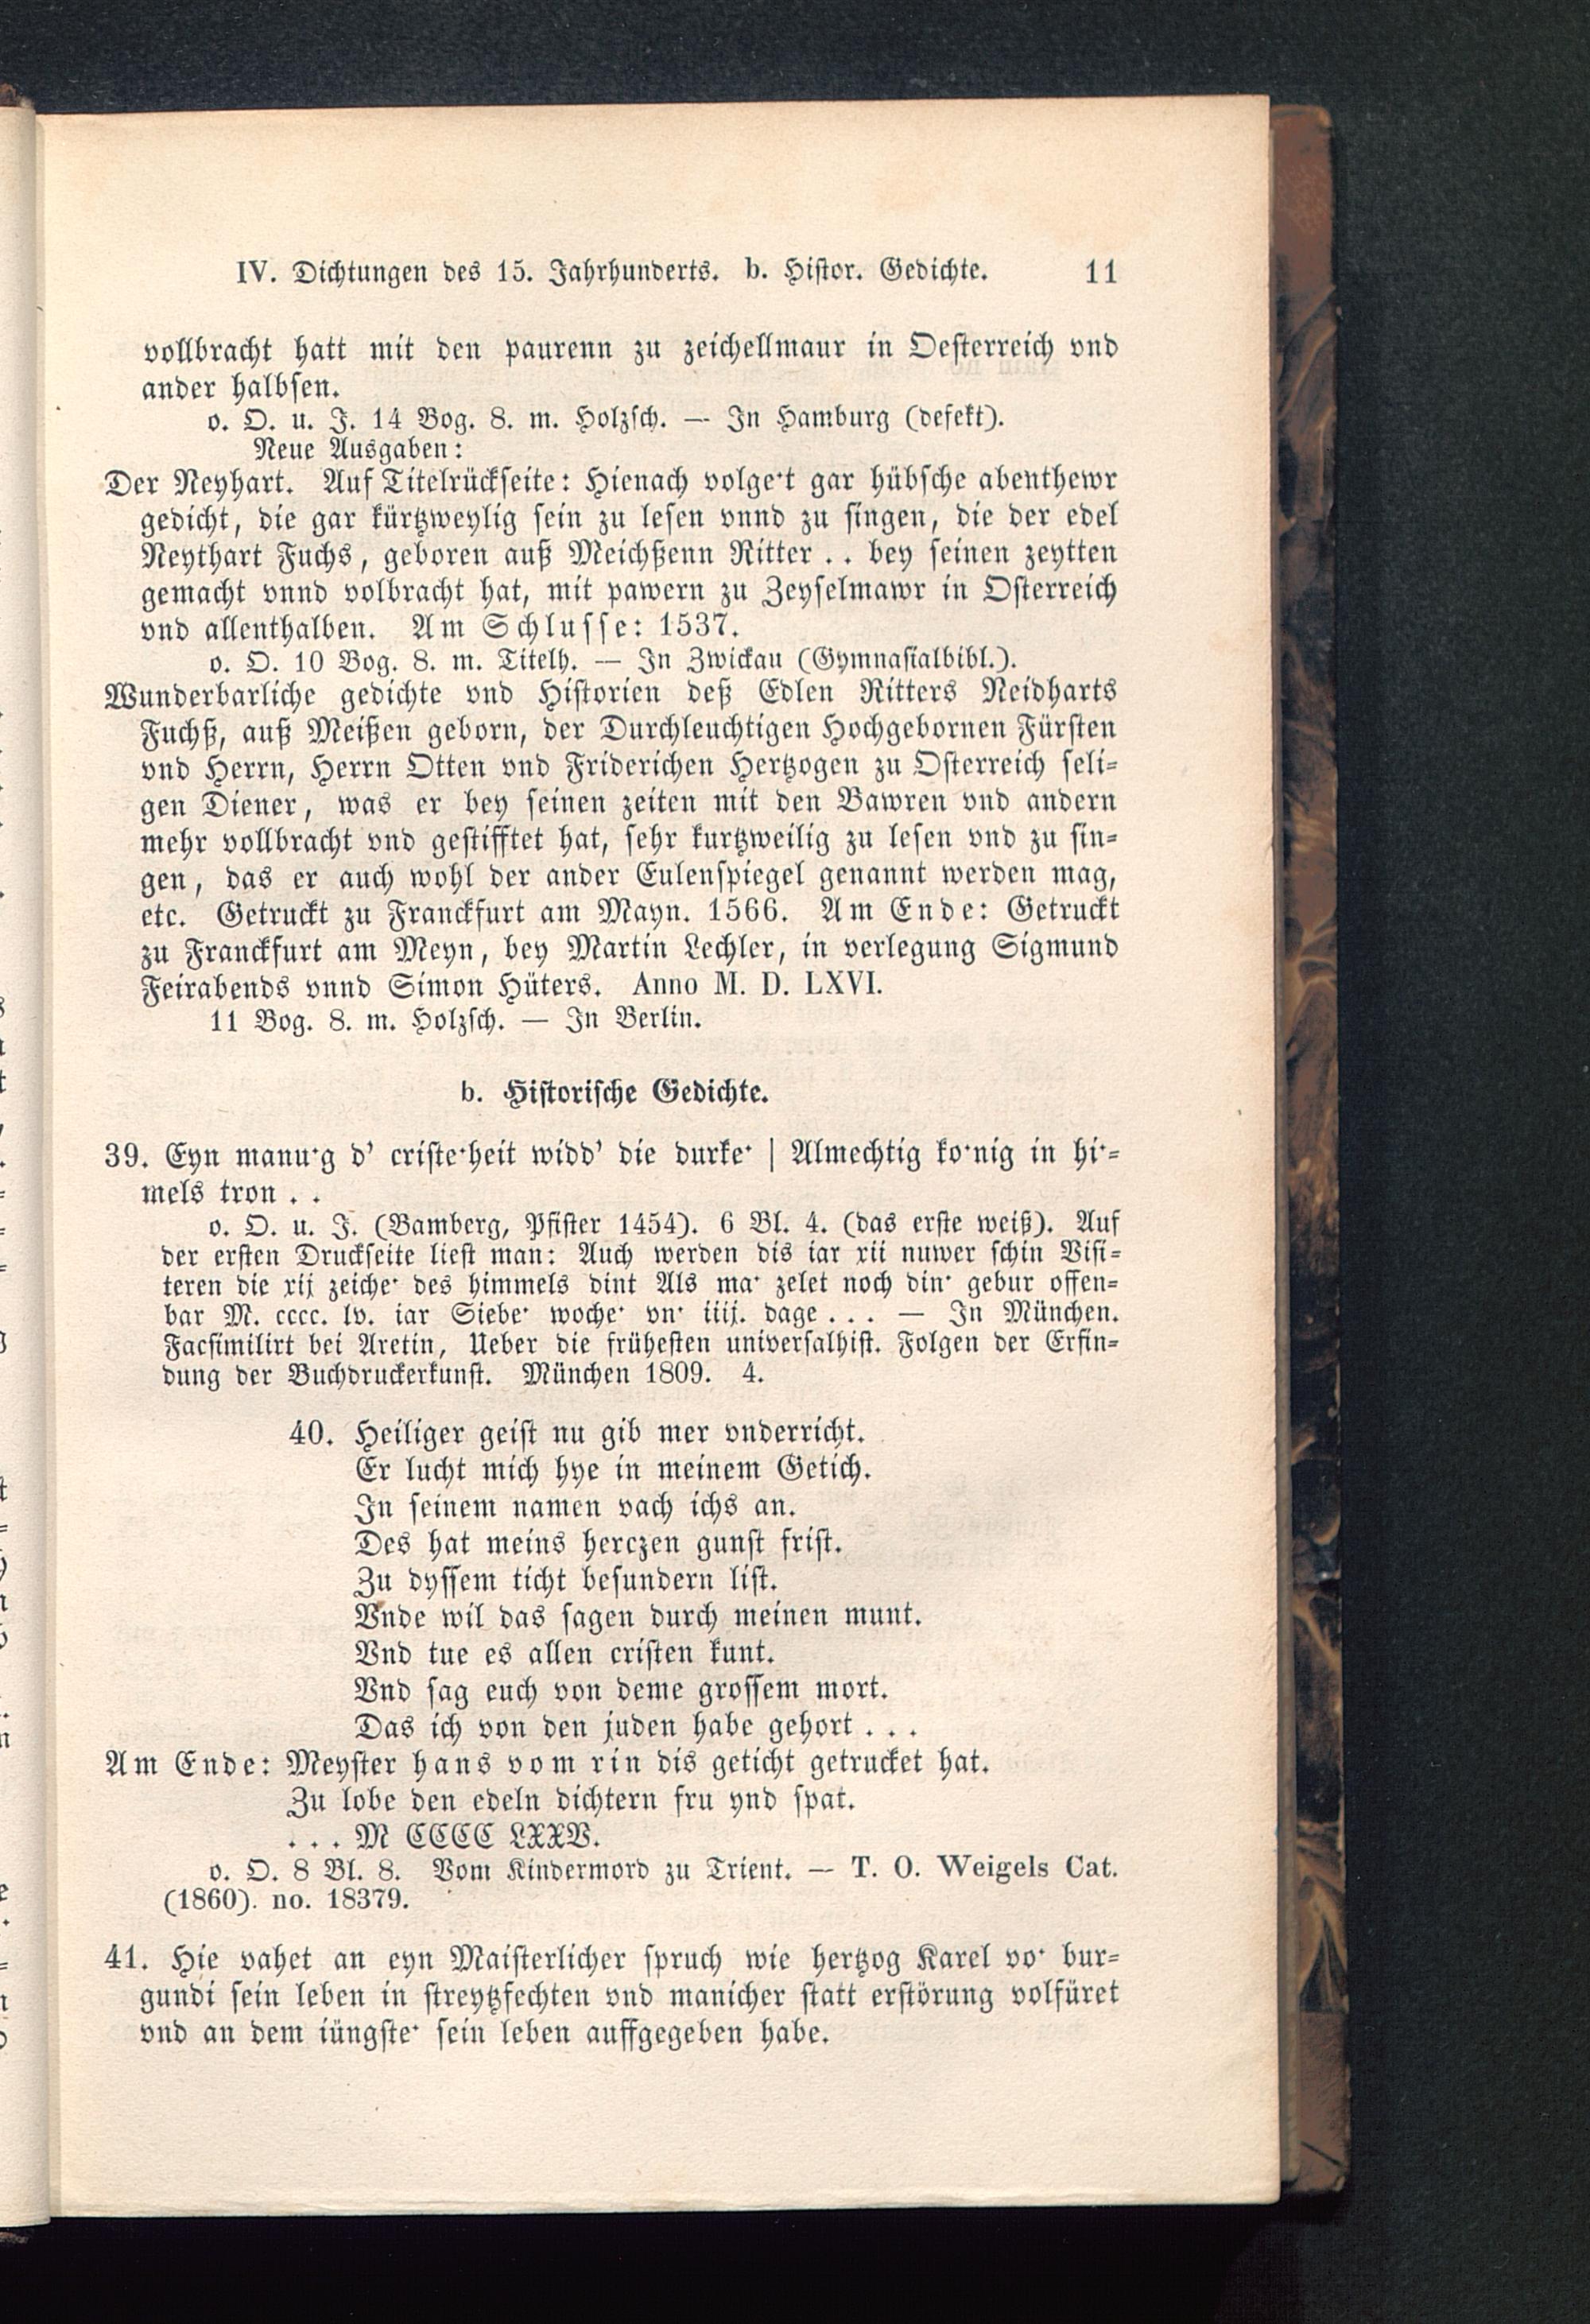 IV. Dichtungen des 15. Jahrhunderts. b. Histor. Gedichte. 11
vollbracht hatt mit den paurenn zu zeichellmaur in Oesterreich vnd
ander halbsen.
o. O. u. J. 14 Bog. 8. m. Holzsch. — In Hamburg (defekt).
Neue Ausgaben:
Der Neyhart. Auf Titelrückseite: Hienach volge·t gar hübsche abenthewr
gedicht, die gar kürtzweylig sein zu lesen vnnd zu singen, die der edel
Neythart Fuchs, geboren auß Meichßenn Ritter . . bey seinen zeytten
gemacht vnnd volbracht hat, mit pawern zu Zeyselmawr in Osterreich
vnd allenthalben. Am Schlusse: 1537.
o. O. 10 Bog. 8. m. Titelh. — In Zwickau (Gymnasialbibl.).
Wunderbarliche gedichte vnd Historien deß Edlen Ritters Neidharts
Fuchß, auß Meißen geborn, der Durchleuchtigen Hochgebornen Fürsten
vnd Herrn, Herrn Otten vnd Friderichen Hertzogen zu Osterreich seli-
gen Diener, was er bey seinen zeiten mit den Bawren vnd andern
mehr vollbracht vnd gestifftet hat, sehr kurtzweilig zu lesen vnd zu sin-
gen, das er auch wohl der ander Eulenspiegel genannt werden mag,
etc. Getruckt zu Franckfurt am Mayn. 1566. Am Ende: Getruckt
zu Franckfurt am Meyn, bey Martin Lechler, in verlegung Sigmund
Feirabends vnnd Simon Hüters. Anno M. D. LXVI.
11 Bog. 8. m. Holzsch. — In Berlin.
b. Historische Gedichte.
39. Eyn manu·g d' criste·heit widd' die durke· | Almechtig ko·nig in hi·-
mels tron . .
o. O. u. J. (Bamberg, Pfister 1454). 6 Bl. 4. (das erste weiß). Auf
der ersten Druckseite liest man: Auch werden dis iar xii nuwer schin Visi-
teren die xij zeiche· des himmels dint Als ma· zelet noch din· gebur offen-
bar M. cccc. lv. iar Siebe· woche· vn· iiij. dage . . . — In München.
Facsimilirt bei Aretin, Ueber die frühesten universalhist. Folgen der Erfin-
dung der Buchdruckerkunst. München 1809. 4.
40. Heiliger geist nu gib mer vnderricht.
Er lucht mich hye in meinem Getich.
In seinem namen vach ichs an.
Des hat meins herczen gunst frist.
Zu dyssem ticht besundern list.
Vnde wil das sagen durch meinen munt.
Vnd tue es allen cristen kunt.
Vnd sag euch von deme grossem mort.
Das ich von den juden habe gehort . . .
Am Ende: Meyster hans vom rin dis geticht getrucket hat.
Zu lobe den edeln dichtern fru ynd spat.
. . . M CCCC LXXV.
o. O. 8 Bl. 8. Vom Kindermord zu Trient. — T. O. Weigels Cat.
(1860). no. 18379.
41. Hie vahet an eyn Maisterlicher spruch wie hertzog Karel vo· bur-
gundi sein leben in streytzfechten vnd manicher statt erstörung volfüret
vnd an dem iüngste· sein leben auffgegeben habe.